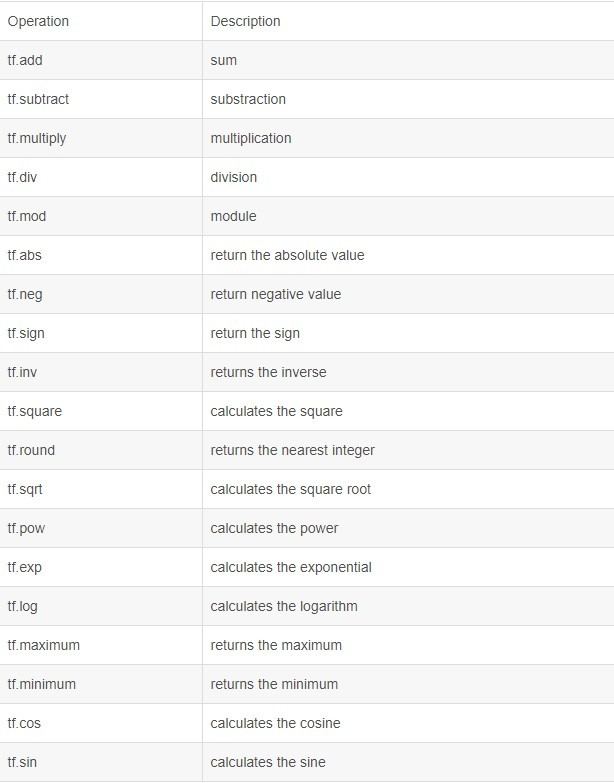 Operation Description
tf.add sum
tf.subtract substraction
tf.multiply multiplication
tf.div division
tf.mod module
tf.abs return the absolute value
tf.neg return negative value
tf.sign return the sign
tf.inv returns the inverse
tf.square calculates the square
tf.round returns the nearest integer
tf.sqrt calculates the square root
tf.pow calculates the power
tf.exp calculates the exponential
tf.log calculates the logarithm
tf.maximum returns the maximum
tf.minimum returns the minimum
tf.cos calculates the cosine
tf.sin calculates the sine